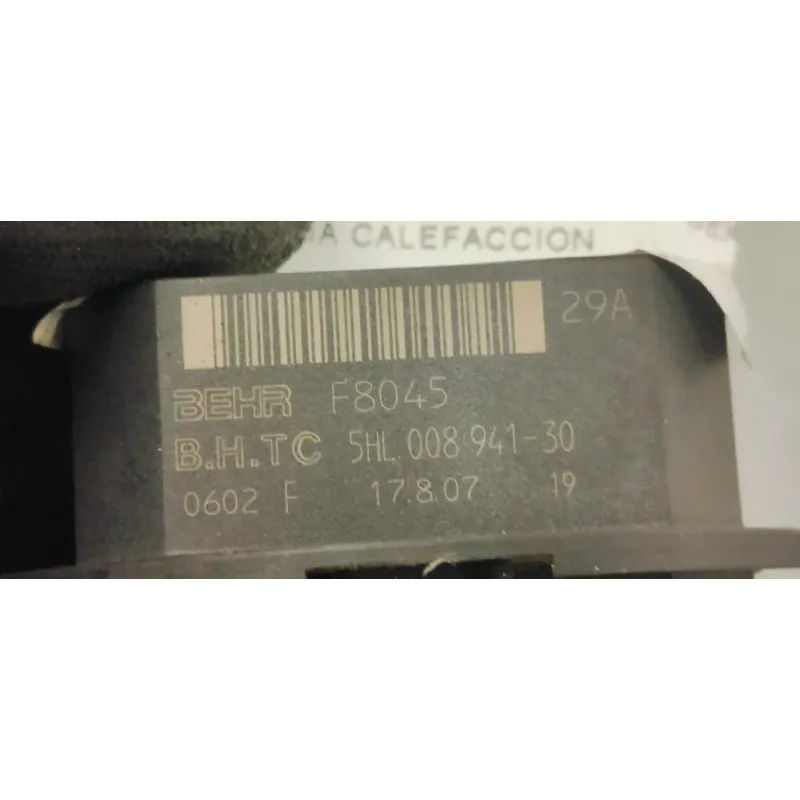 CALEFACCION
29A
BEHR F8045
B.H.TC 5HL 008 941-30
0602 F 17.8.07 19